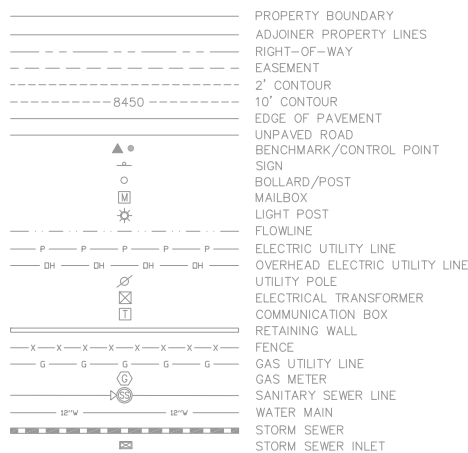 PROPERTY BOUNDARY
ADJOINER PROPERTY LINES
RIGHT-OF-WAY
EASEMENT
2' CONTOUR
8450 10' CONTOUR
EDGE OF PAVEMENT
UNPAVED ROAD
BENCHMARK/CONTROL POINT
SIGN
BOLLARD/POST
M MAILBOX
LIGHT POST
FLOWLINE
P P P P P ELECTRIC UTILITY LINE
OH OH OH OH OVERHEAD ELECTRIC UTILITY LINE
UTILITY POLE
ELECTRICAL TRANSFORMER
T COMMUNICATION BOX
RETAINING WALL
X X X X X X X X FENCE
G G G G G GAS UTILITY LINE
G GAS METER
SS SANITARY SEWER LINE
12"W 12"W WATER MAIN
STORM SEWER
STORM SEWER INLET